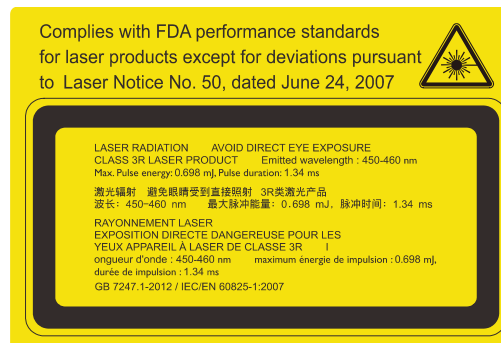 Complies with FDA performance standards
for laser products except for deviations pursuant
to Laser Notice No. 50, dated June 24, 2007
LASER RADIATION AVOID DIRECT EYE EXPOSURE
CLASS 3R LASER PRODUCT Emitted wavelength : 450-460 nm
Max. Pulse energy: 0.698 mJ, Pulse duration: 1.34 ms
激光辐射 避免眼睛受到直接照射 3R类激光产品
波长: 450-460 nm 最大脉冲能量: 0.698 mJ, 脉冲时间: 1.34 ms
RAYONNEMENT LASER
EXPOSITION DIRECTE DANGEREUSE POUR LES
YEUX APPAREIL À LASER DE CLASSE 3R l
ongueur d'onde : 450-460 nm maximum énergie de impulsion : 0.698 mJ,
durée de impulsion : 1.34 ms
GB 7247.1-2012 / IEC/EN 60825-1:2007